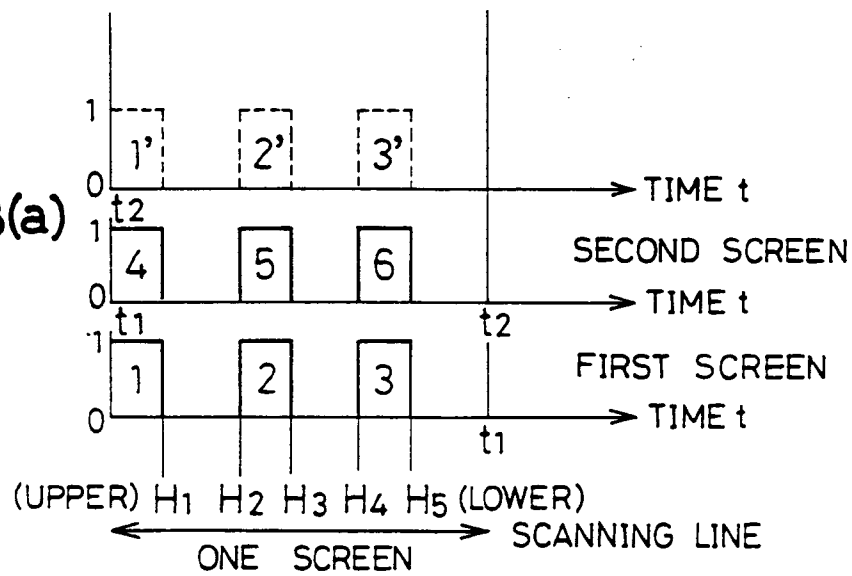 1
1' 2' 3'
0
TIME t
(a)
t2
1
4 5 6
SECOND SCREEN
0
TIME t
t1
t2
1
1 2 3
FIRST SCREEN
0
TIME t
t1
(UPPER) H1 H2 H3 H4 H5 (LOWER)
SCANNING LINE
ONE SCREEN